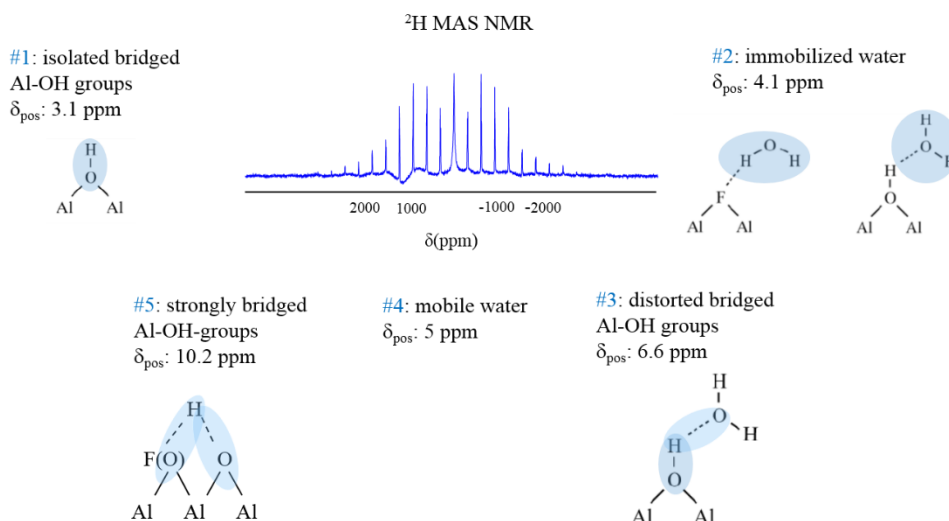 ²H MAS NMR
#1: isolated bridged
Al-OH groups
δpos: 3.1 ppm
H
O
Al Al
2000 1000 -1000 -2000
δ(ppm)
#2: immobilized water
δpos: 4.1 ppm
H O H
F
Al Al
H
O H
H
O
Al Al
#5: strongly bridged
Al-OH-groups
δpos: 10.2 ppm
H
F(O) O
Al Al Al
#4: mobile water
δpos: 5 ppm
#3: distorted bridged
Al-OH groups
δpos: 6.6 ppm
H
O
H
H
O
Al Al